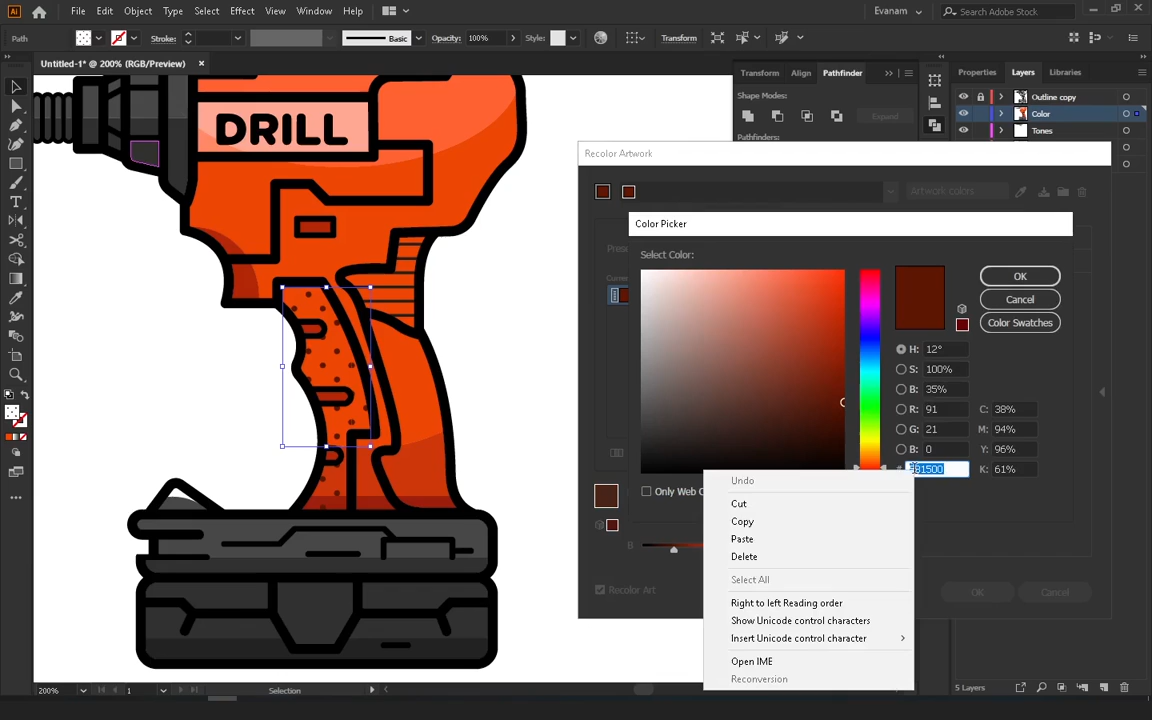 Ai File Edit Object Type Select Effect View Window Help Evanam Search Adobe Stock
Path Stroke: Basic Opacity: 100% Style: Transform
Untitled-1* @ 200% (RGB/Preview)
Transform Align Pathfinder Properties Layers Libraries
Shape Modes: Outline copy
Expand Color
Pathfinders: Tones
DRILL
Recolor Artwork
Artwork colors
Color Picker
Select Color:
OK
Cancel
Color Swatches
H: 12°
S: 100%
B: 35%
R: 91 C: 38%
G: 21 M: 94%
B: 0 Y: 96%
K: 61%
Only Web C
B
Recolor Art
OK Cancel
Undo
Cut
Copy
Paste
Delete
Select All
Right to left Reading order
Show Unicode control characters
Insert Unicode control character
Open IME
Reconversion
200% 1 Selection 5 Layers